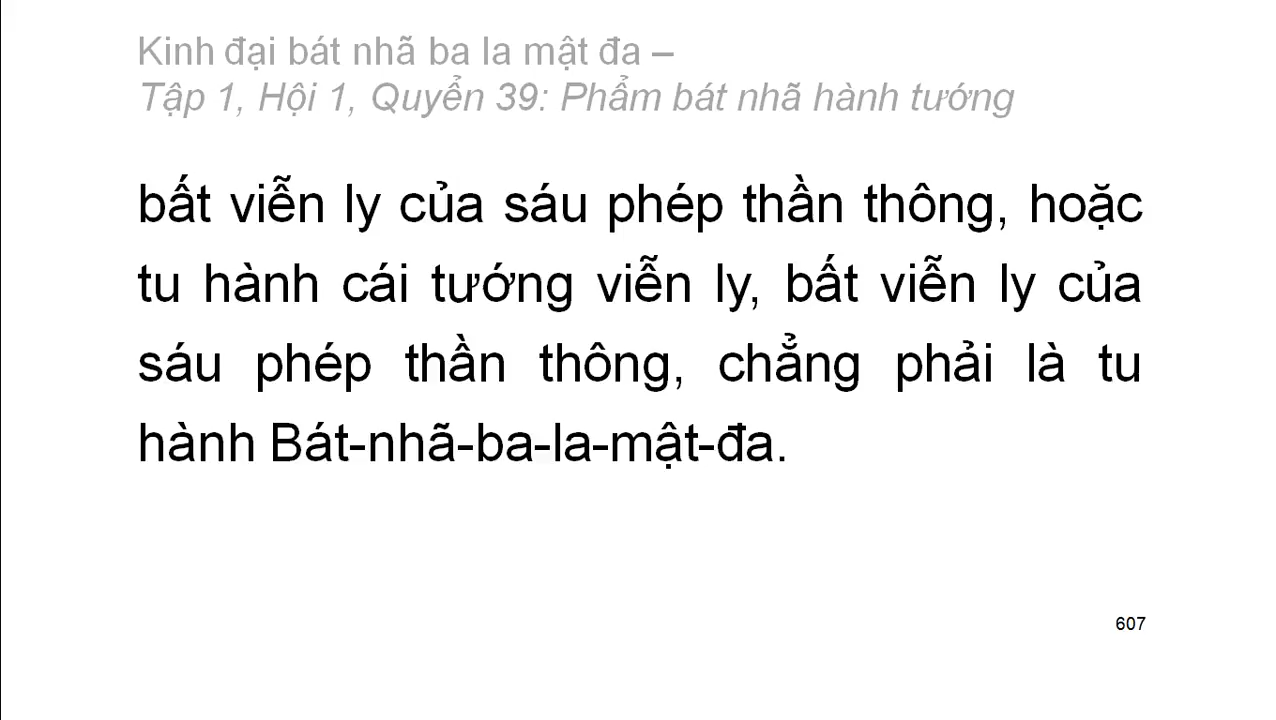 Kinh đại bát nhã ba la mật đa –
Tập 1, Hội 1, Quyển 39: Phẩm bát nhã hành tướng
bất viễn ly của sáu phép thần thông, hoặc
tu hành cái tướng viễn ly, bất viễn ly của
sáu phép thần thông, chẳng phải là tu
hành Bát-nhã-ba-la-mật-đa.
607